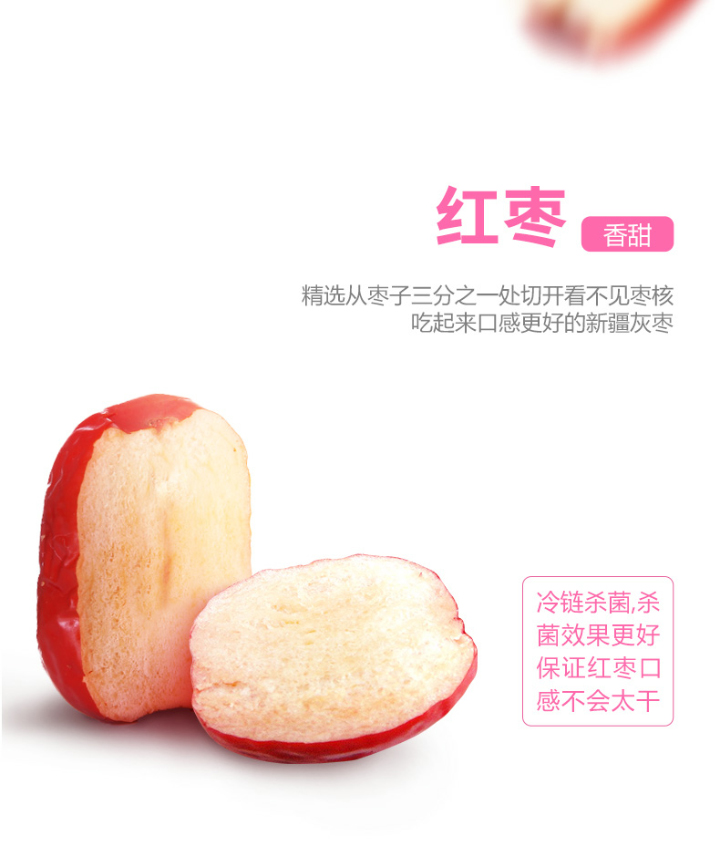 红枣
香甜
精选从枣子三分之一处切开看不见枣核
吃起来口感更好的新疆灰枣
冷链杀菌,杀
菌效果更好
保证红枣口
感不会太干